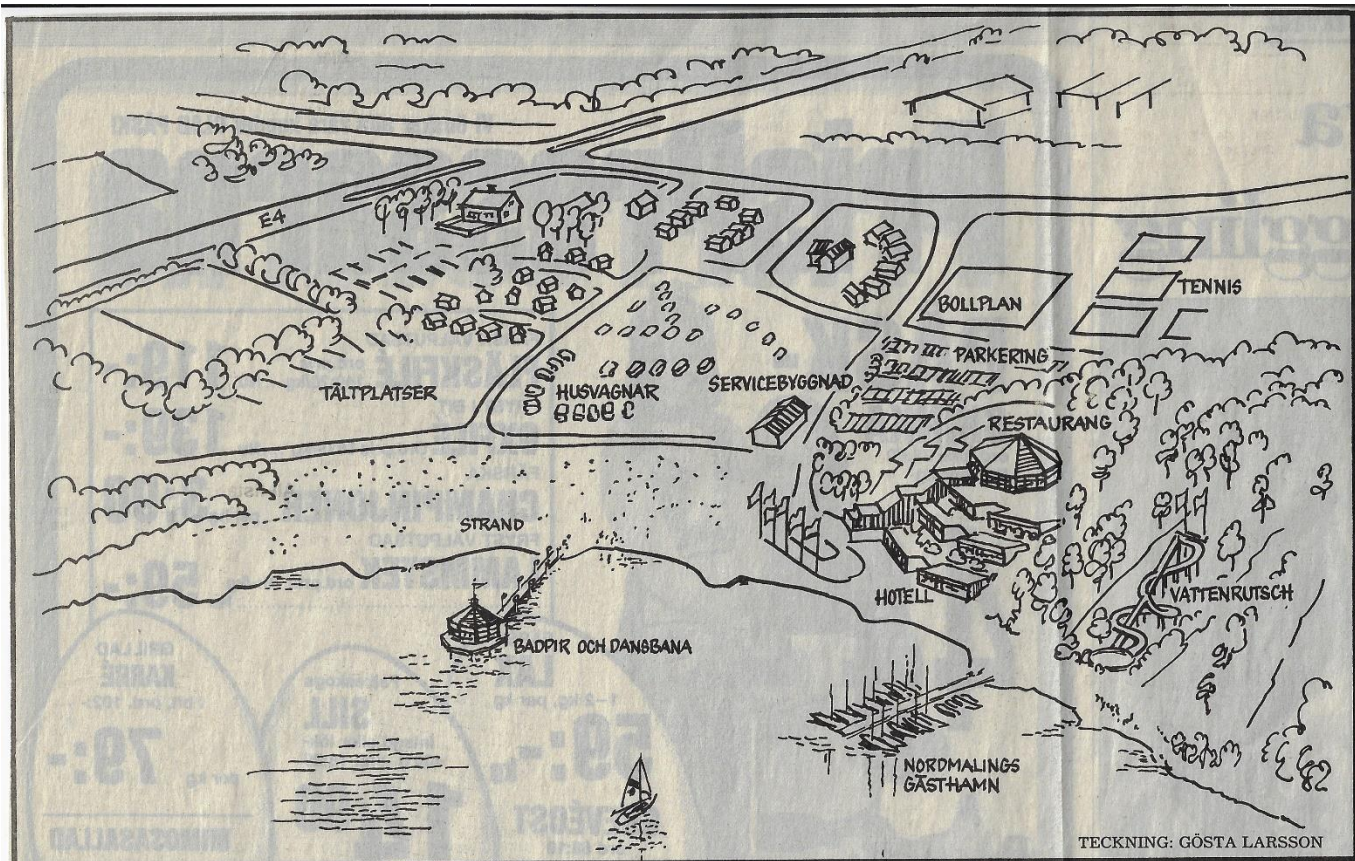 E4
TENNIS
BOLLPLAN
PARKERING
TÄLTPLATSER
HUSVAGNAR
SERVICEBYGGNAD
RESTAURANG
STRAND
HOTELL
VATTENRUTSCH
BADPIR OCH DANSBANA
NORDMALINGS
GÄSTHAMN
TECKNING: GÖSTA LARSSON